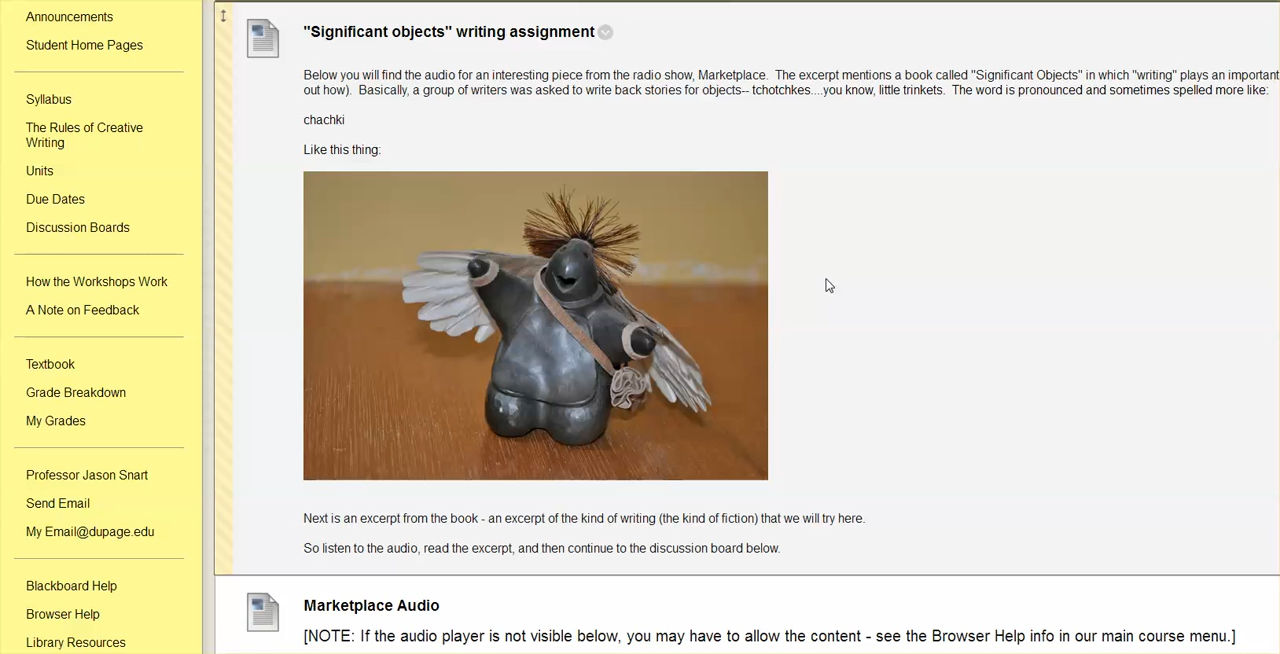 Announcements
Student Home Pages
Syllabus
The Rules of Creative
Writing
Units
Due Dates
Discussion Boards
How the Workshops Work
A Note on Feedback
Textbook
Grade Breakdown
My Grades
Professor Jason Snart
Send Email
My Email@dupage.edu
Blackboard Help
Browser Help
Library Resources
"Significant objects" writing assignment
Below you will find the audio for an interesting piece from the radio show, Marketplace. The excerpt mentions a book called "Significant Objects" in which "writing" plays an important
out how). Basically, a group of writers was asked to write back stories for objects-- tchotchkes....you know, little trinkets. The word is pronounced and sometimes spelled more like:
chachki
Like this thing:
Next is an excerpt from the book - an excerpt of the kind of writing (the kind of fiction) that we will try here.
So listen to the audio, read the excerpt, and then continue to the discussion board below.
Marketplace Audio
[NOTE: If the audio player is not visible below, you may have to allow the content - see the Browser Help info in our main course menu.]